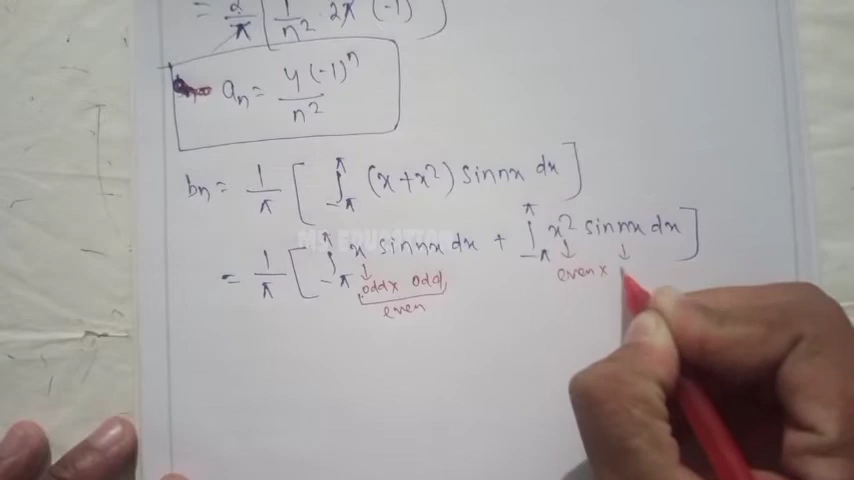 = 2/π [ 1/n² · 2π (-1)
aₙ = 4(-1)ⁿ/n²
bₙ = 1/π [ ∫_{-π}^{π} (x+x²) sin nx dx ]
= 1/π [ ∫_{-π}^{π} x sin nx dx + ∫_{-π}^{π} x² sin nx dx ]
odd x odd even x
even